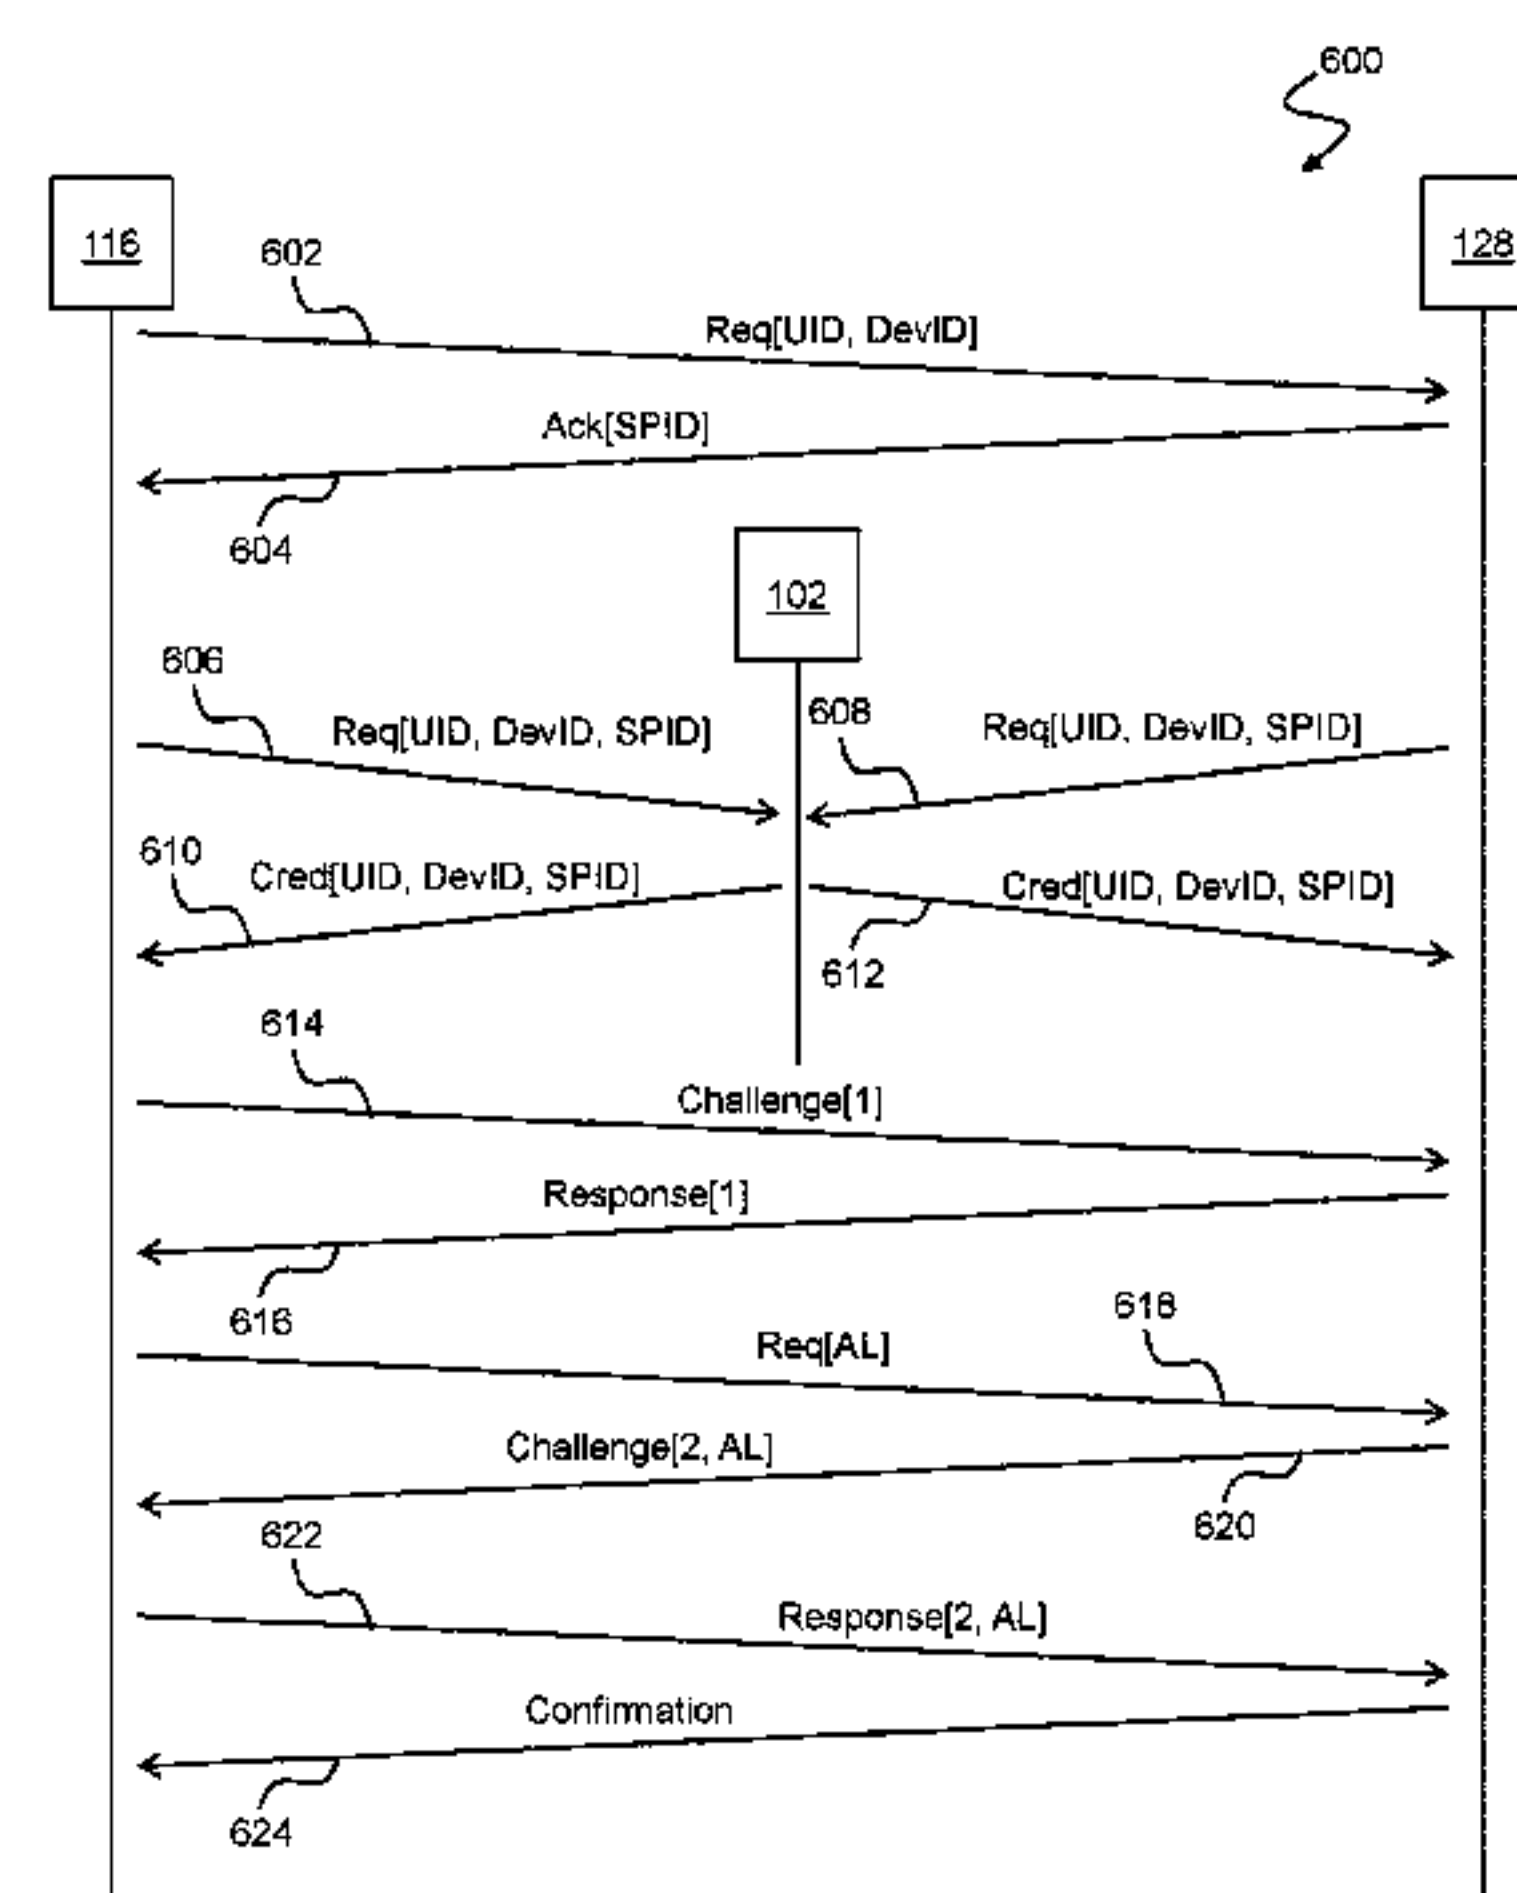 600
116
128
602
Req[UID, DevID]
Ack[SPID]
604
102
606
608
Req[UID, DevID, SPID]
Req[UID, DevID, SPID]
610
Cred[UID, DevID, SPID]
Cred[UID, DevID, SPID]
612
614
Challenge[1]
Response[1]
616
618
Req[AL]
Challenge[2, AL]
620
622
Response[2, AL]
Confirmation
624